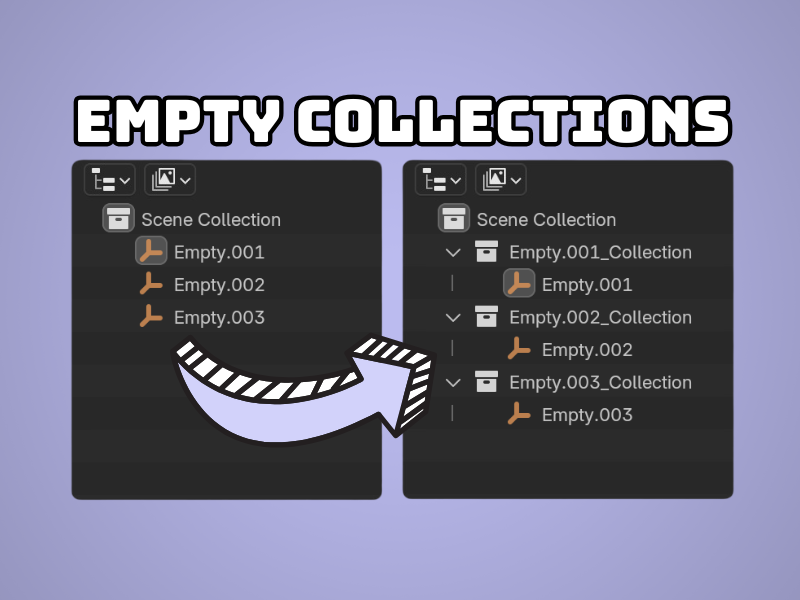 EMPTY COLLECTIONS
Scene Collection
Empty.001
Empty.002
Empty.003
Scene Collection
Empty.001_Collection
Empty.001
Empty.002_Collection
Empty.002
Empty.003_Collection
Empty.003